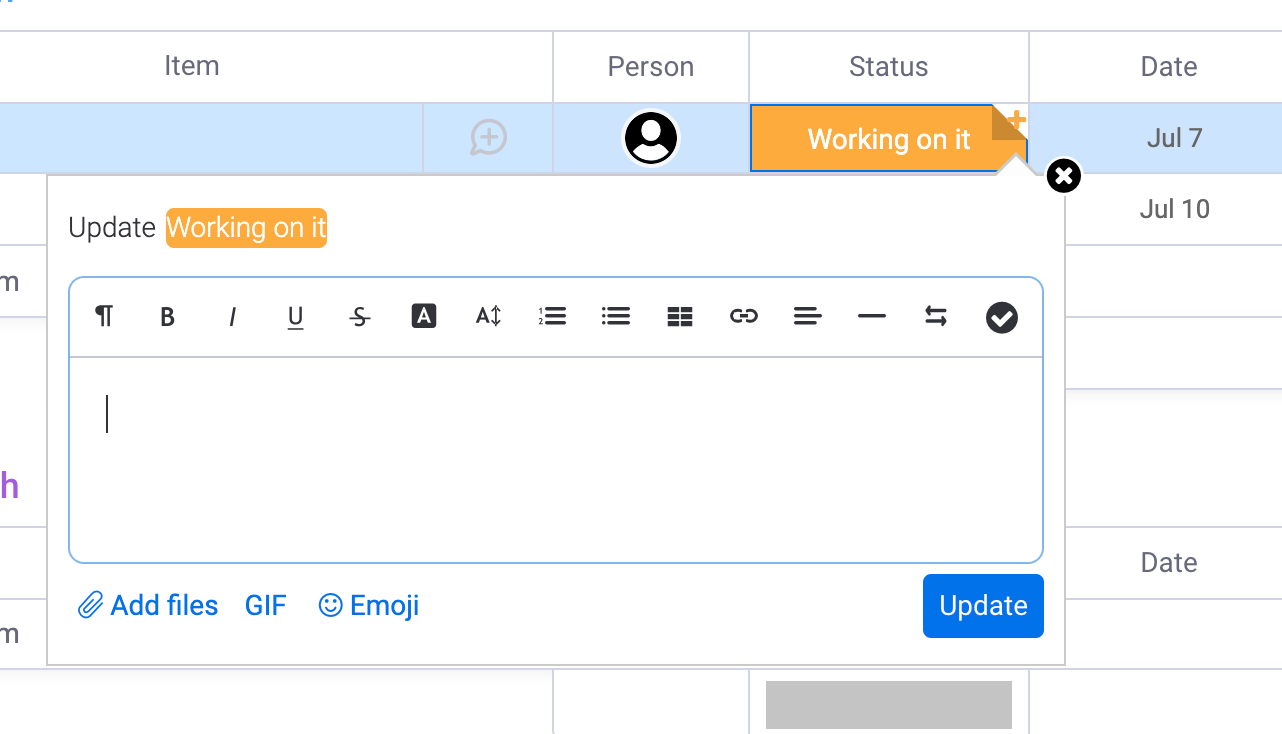 Item Person Status Date
Working on it Jul 7
Update Working on it
Jul 10
m
h
Date
Add files GIF Emoji Update
m